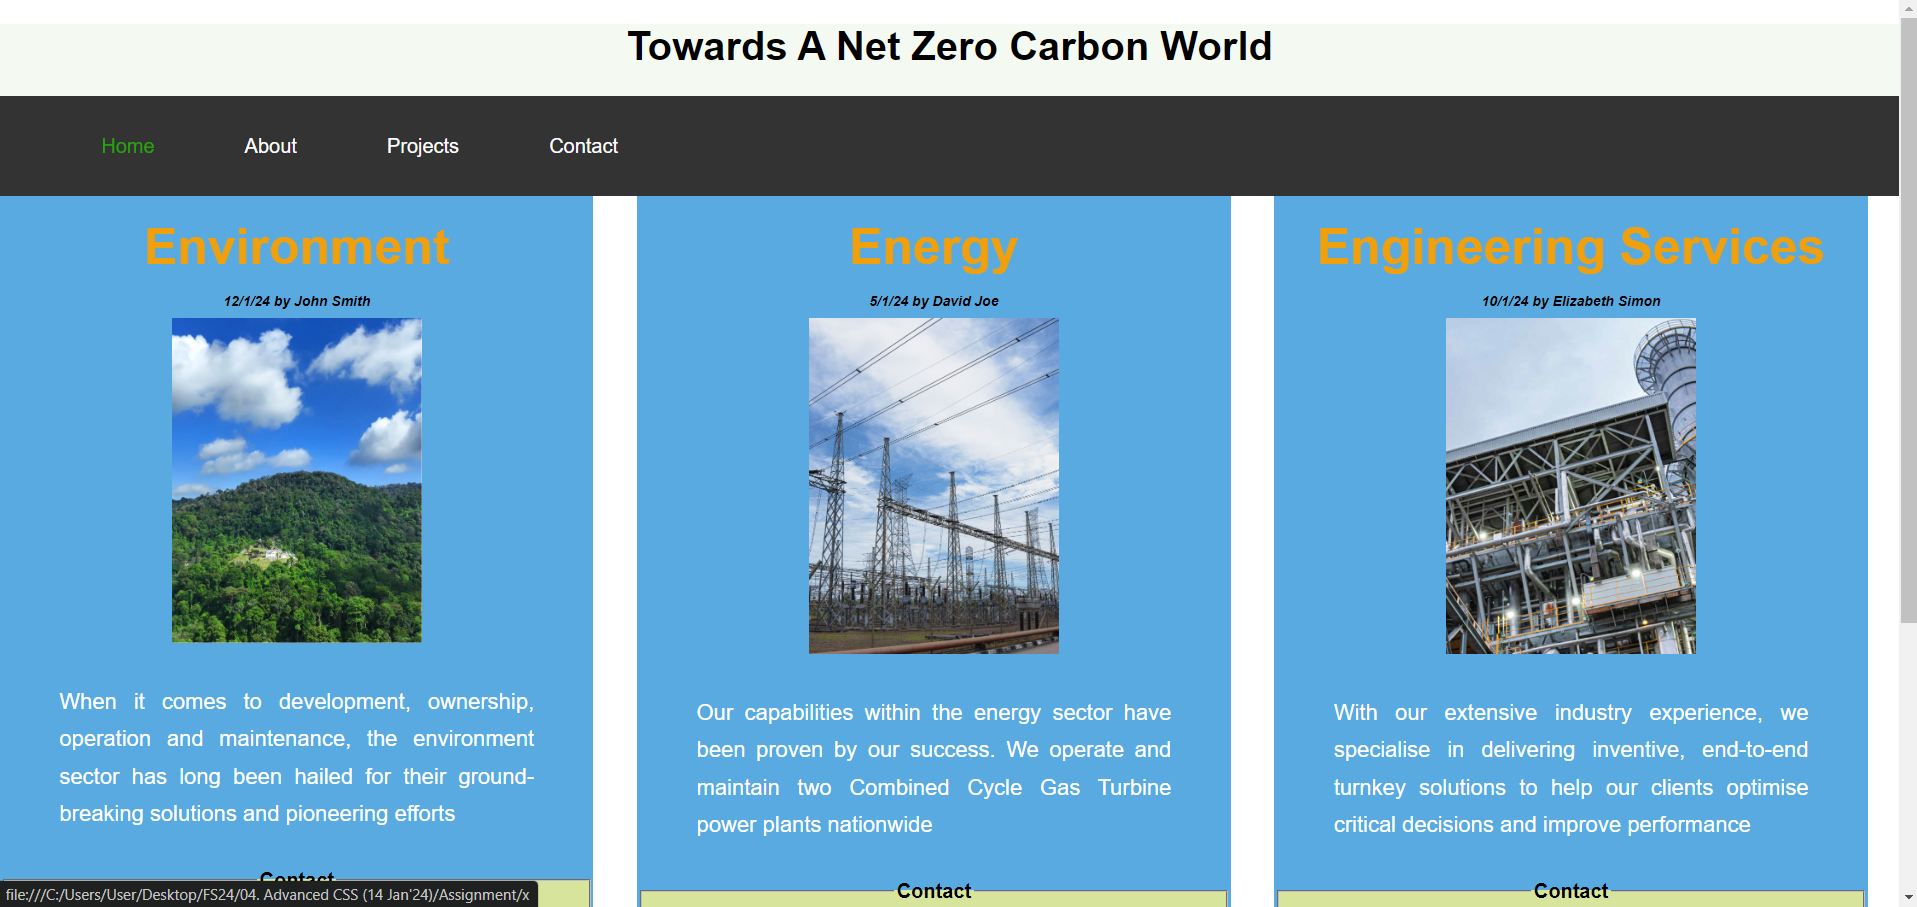 Towards A Net Zero Carbon World
Home
About
Projects
Contact
Environment
12/1/24 by John Smith
When it comes to development, ownership,
operation and maintenance, the environment
sector has long been hailed for their ground-
breaking solutions and pioneering efforts
Contact
Energy
5/1/24 by David Joe
Our capabilities within the energy sector have
been proven by our success. We operate and
maintain two Combined Cycle Gas Turbine
power plants nationwide
Contact
Engineering Services
10/1/24 by Elizabeth Simon
With our extensive industry experience, we
specialise in delivering inventive, end-to-end
turnkey solutions to help our clients optimise
critical decisions and improve performance
Contact
file:///C:/Users/User/Desktop/FS24/04. Advanced CSS (14 Jan'24)/Assignment/x